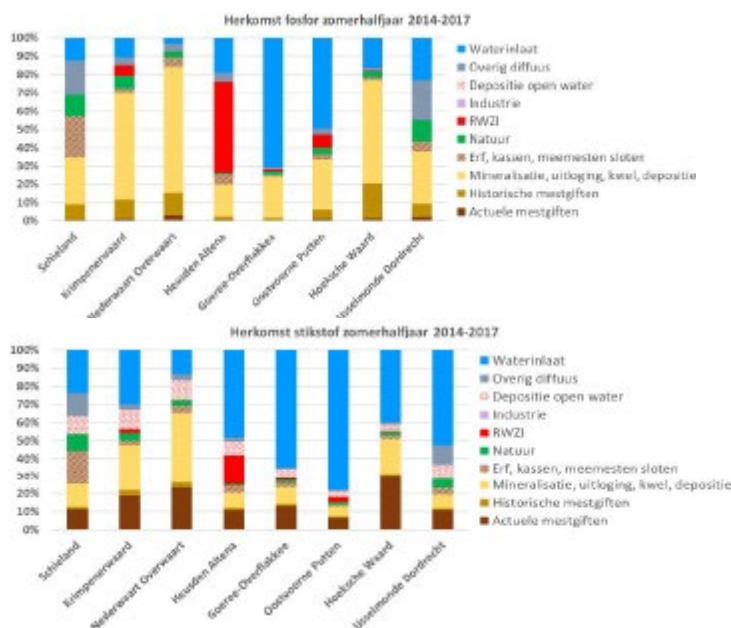 Herkomst fosfor zomerhalfjaar 2014-2017
100%
90%
80%
70%
60%
50%
40%
30%
20%
10%
0%
Waterinlaat
Overig diffuus
Depositie open water
Industrie
RWZI
Natuur
Erf, kassen, meemesten sloten
Mineralisatie, uitloging, kwel, depositie
Historische mestgiften
Actuele mestgiften
Schieland
Krimpenerwaard
Nederwaart Overwaart
Heusden Altena
Goeree-Overflakkee
Oostvoorne Putten
Hoeksche Waard
IJsselmonde Dordrecht
Herkomst stikstof zomerhalfjaar 2014-2017
100%
90%
80%
70%
60%
50%
40%
30%
20%
10%
0%
Waterinlaat
Overig diffuus
Depositie open water
Industrie
RWZI
Natuur
Erf, kassen, meemesten sloten
Mineralisatie, uitloging, kwel, depositie
Historische mestgiften
Actuele mestgiften
Schieland
Krimpenerwaard
Nederwaart Overwaart
Heusden Altena
Goeree-Overflakkee
Oostvoorne Putten
Hoeksche Waard
IJsselmonde Dordrecht